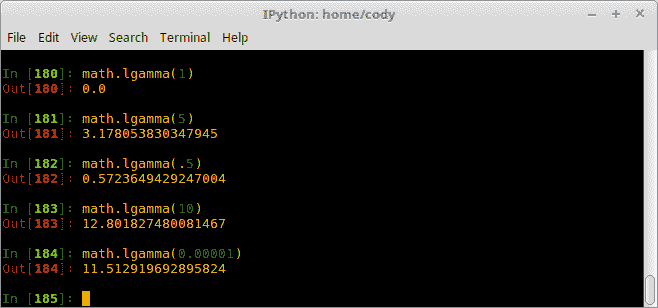 IPython: home/cody
File Edit View Search Terminal Help
In [180]: math.lgamma(1)
Out[180]: 0.0
In [181]: math.lgamma(5)
Out[181]: 3.178053830347945
In [182]: math.lgamma(.5)
Out[182]: 0.5723649429247004
In [183]: math.lgamma(10)
Out[183]: 12.801827480081467
In [184]: math.lgamma(0.00001)
Out[184]: 11.512919692895824
In [185]: